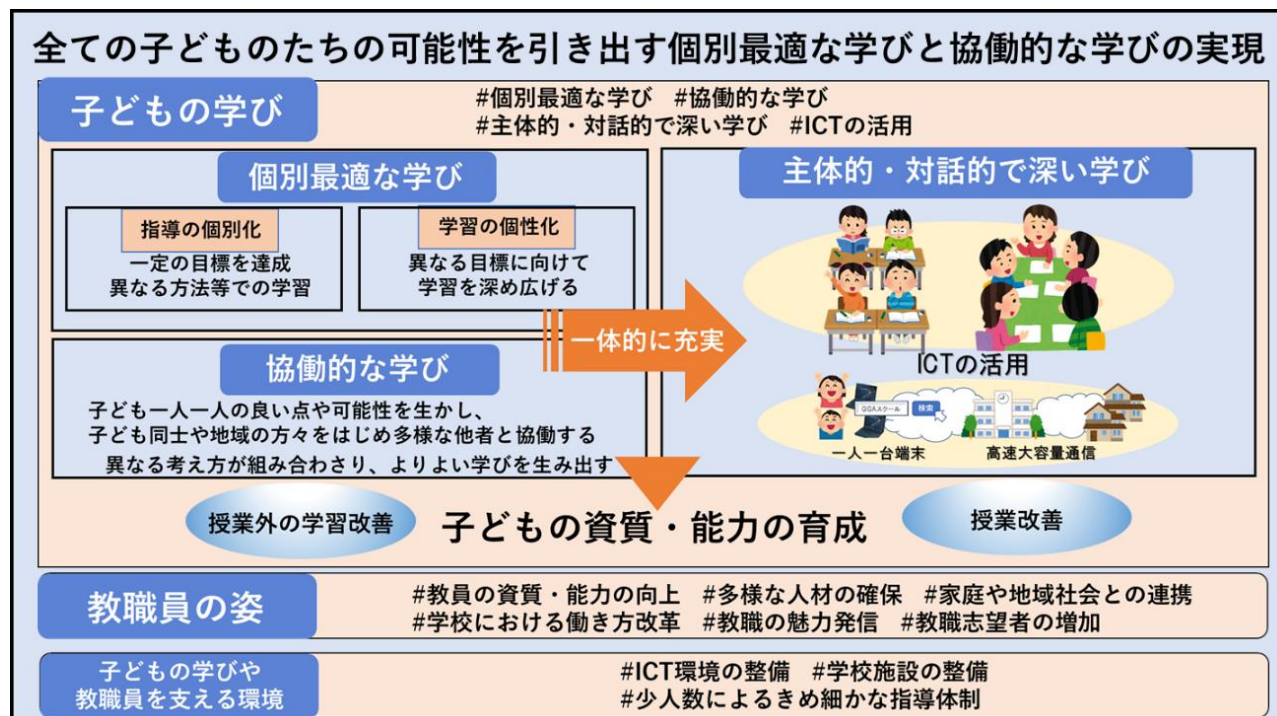 全ての子どものたちの可能性を引き出す個別最適な学びと協働的な学びの実現
子どもの学び
#個別最適な学び #協働的な学び
#主体的・対話的で深い学び #ICTの活用
個別最適な学び
指導の個別化
一定の目標を達成
異なる方法等での学習
学習の個性化
異なる目標に向けて
学習を深め広げる
協働的な学び
子ども一人一人の良い点や可能性を生かし、
子ども同士や地域の方々をはじめ多様な他者と協働する
異なる考え方が組み合わさり、よりよい学びを生み出す
一体的に充実
主体的・対話的で深い学び
ICTの活用
検索
一人一台端末
高速大容量通信
授業外の学習改善
子どもの資質・能力の育成
授業改善
教職員の姿
#教員の資質・能力の向上 #多様な人材の確保 #家庭や地域社会との連携
#学校における働き方改革 #教職の魅力発信 #教職志望者の増加
子どもの学びや
教職員を支える環境
#ICT環境の整備 #学校施設の整備
#少人数によるきめ細かな指導体制